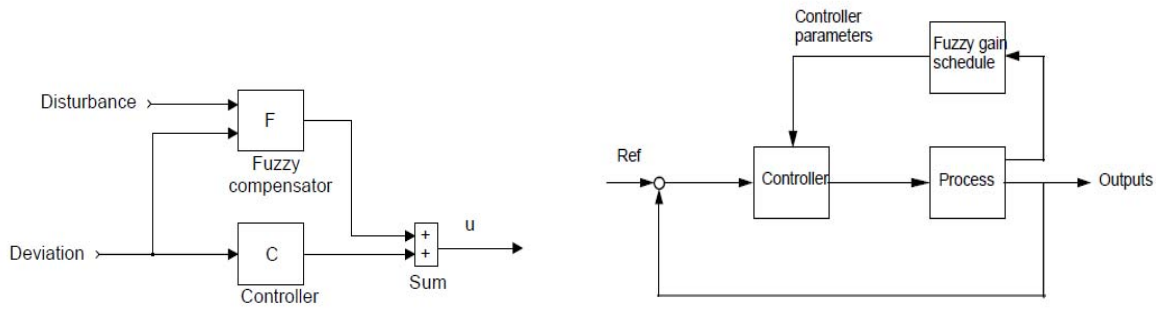 Disturbance
F
Fuzzy
compensator
Deviation
C
Controller
+
+
Sum
u
Controller
parameters
Fuzzy gain
schedule
Ref
Controller
Process
Outputs